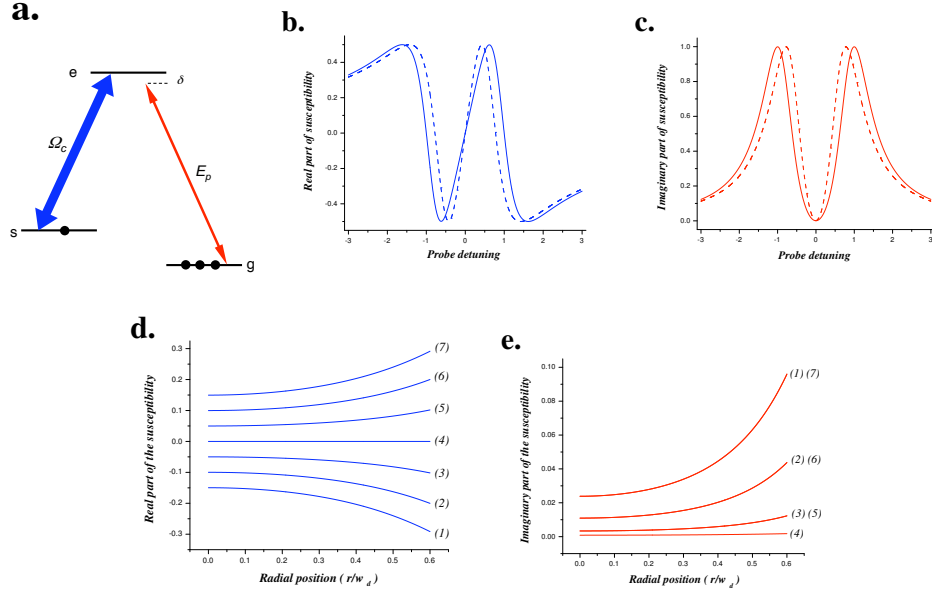 a.
e
δ
Ω_c
E_p
s
g
b.
Real part of susceptibility
0.4
0.2
0.0
-0.2
-0.4
-3 -2 -1 0 1 2 3
Probe detuning
c.
Imaginary part of susceptibility
1.0
0.8
0.6
0.4
0.2
0.0
-3 -2 -1 0 1 2 3
Probe detuning
d.
Real part of the susceptibility
0.3
0.2
0.1
0.0
-0.1
-0.2
-0.3
(7)
(6)
(5)
(4)
(3)
(2)
(1)
0.0 0.1 0.2 0.3 0.4 0.5 0.6
Radial position ( r/w_d )
e.
Imaginary part of the susceptibility
0.10
0.08
0.06
0.04
0.02
0.00
(1) (7)
(2) (6)
(3) (5)
(4)
0.0 0.1 0.2 0.3 0.4 0.5 0.6
Radial position ( r/w_d )